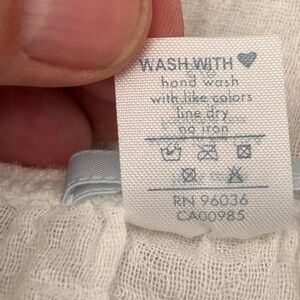 WASH WITH ♥
hand wash
with like colors
line dry
no iron
RN 96036
CA00985